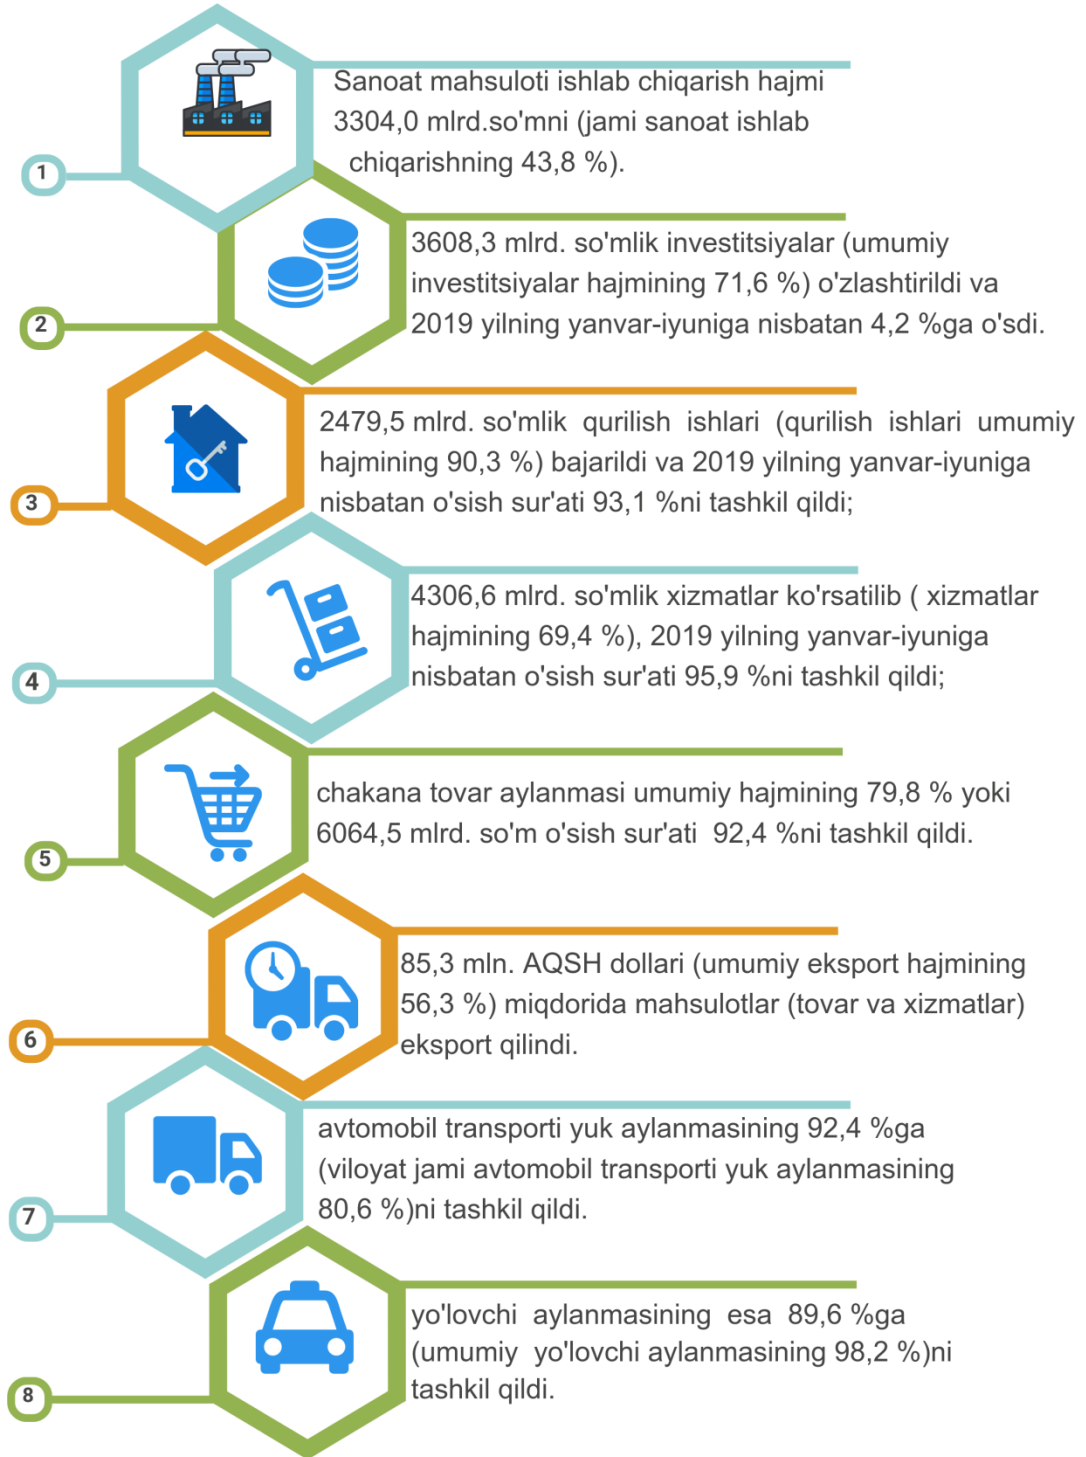 Sanoat mahsuloti ishlab chiqarish hajmi
3304,0 mlrd.so'mni (jami sanoat ishlab
chiqarishning 43,8 %).
1
3608,3 mlrd. so'mlik investitsiyalar (umumiy
investitsiyalar hajmining 71,6 %) o'zlashtirildi va
2019 yilning yanvar-iyuniga nisbatan 4,2 %ga o'sdi.
2
2479,5 mlrd. so'mlik qurilish ishlari (qurilish ishlari umumiy
hajmining 90,3 %) bajarildi va 2019 yilning yanvar-iyuniga
nisbatan o'sish sur'ati 93,1 %ni tashkil qildi;
3
4306,6 mlrd. so'mlik xizmatlar ko'rsatilib ( xizmatlar
hajmining 69,4 %), 2019 yilning yanvar-iyuniga
nisbatan o'sish sur'ati 95,9 %ni tashkil qildi;
4
chakana tovar aylanmasi umumiy hajmining 79,8 % yoki
6064,5 mlrd. so'm o'sish sur'ati 92,4 %ni tashkil qildi.
5
85,3 mln. AQSH dollari (umumiy eksport hajmining
56,3 %) miqdorida mahsulotlar (tovar va xizmatlar)
eksport qilindi.
6
avtomobil transporti yuk aylanmasining 92,4 %ga
(viloyat jami avtomobil transporti yuk aylanmasining
80,6 %)ni tashkil qildi.
7
yo'lovchi aylanmasining esa 89,6 %ga
(umumiy yo'lovchi aylanmasining 98,2 %)ni
tashkil qildi.
8